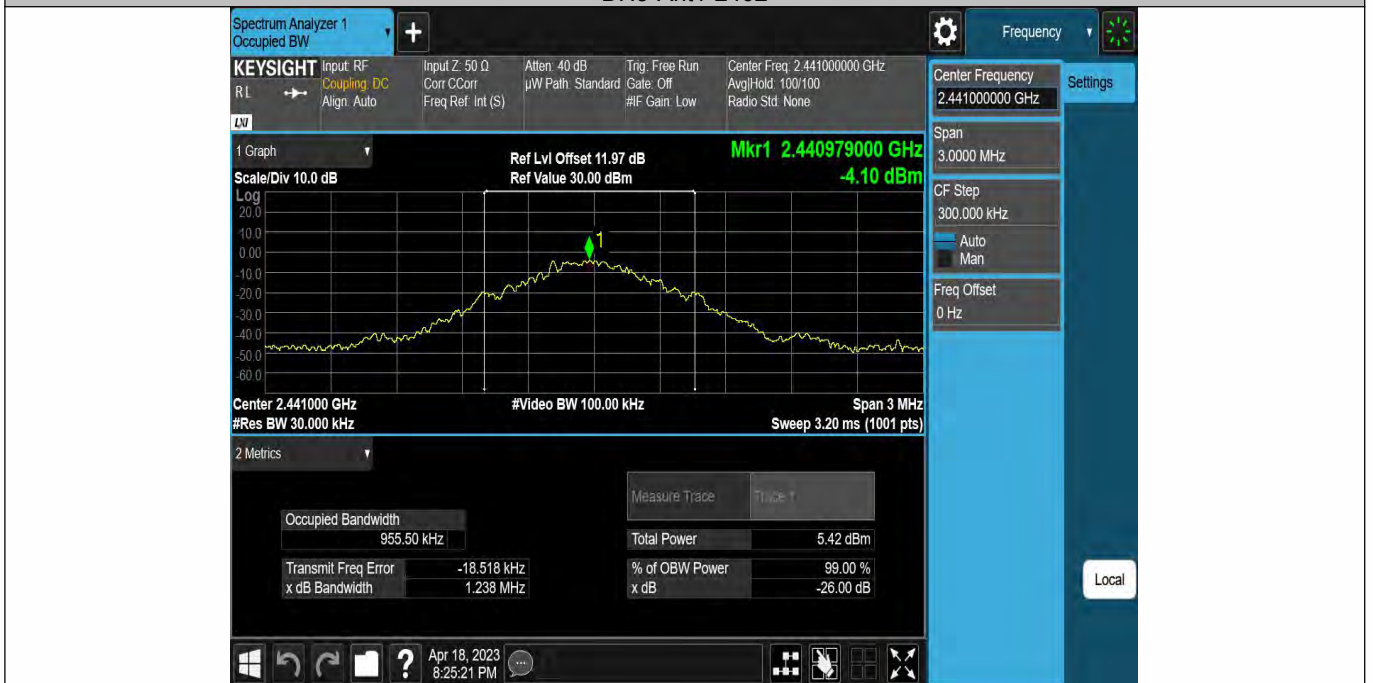 Spectrum Analyzer 1
Occupied BW
Frequency
KEYSIGHT
RL
LXI
Input: RF
Coupling: DC
Align: Auto
Input Z: 50 Ω
Corr CCorr
Freq Ref: Int (S)
Atten: 40 dB
µW Path: Standard
Trig: Free Run
Gate: Off
#IF Gain: Low
Center Freq: 2.441000000 GHz
Avg|Hold: 100/100
Radio Std: None
Center Frequency
2.441000000 GHz
Settings
Span
3.0000 MHz
CF Step
300.000 kHz
Auto
Man
Freq Offset
0 Hz
Local
1 Graph
Scale/Div 10.0 dB
Ref Lvl Offset 11.97 dB
Ref Value 30.00 dBm
Mkr1 2.440979000 GHz
-4.10 dBm
Log
20.0
10.0
0.00
-10.0
-20.0
-30.0
-40.0
-50.0
-60.0
1
Center 2.441000 GHz
#Video BW 100.00 kHz
Span 3 MHz
#Res BW 30.000 kHz
Sweep 3.20 ms (1001 pts)
2 Metrics
Measure Trace
Trace 1
Occupied Bandwidth
955.50 kHz
Total Power
5.42 dBm
Transmit Freq Error
-18.518 kHz
% of OBW Power
99.00 %
x dB Bandwidth
1.238 MHz
x dB
-26.00 dB
Apr 18, 2023
8:25:21 PM